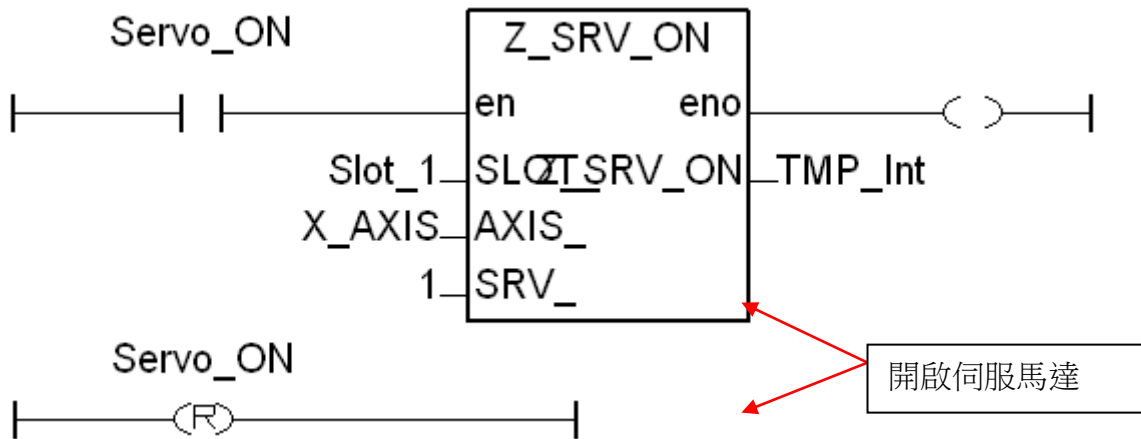 Servo_ON
Z_SRV_ON
en eno
Slot_1 SLOT_ Z_SRV_ON TMP_Int
X_AXIS AXIS_
1 SRV_
Servo_ON
R
開啟伺服馬達